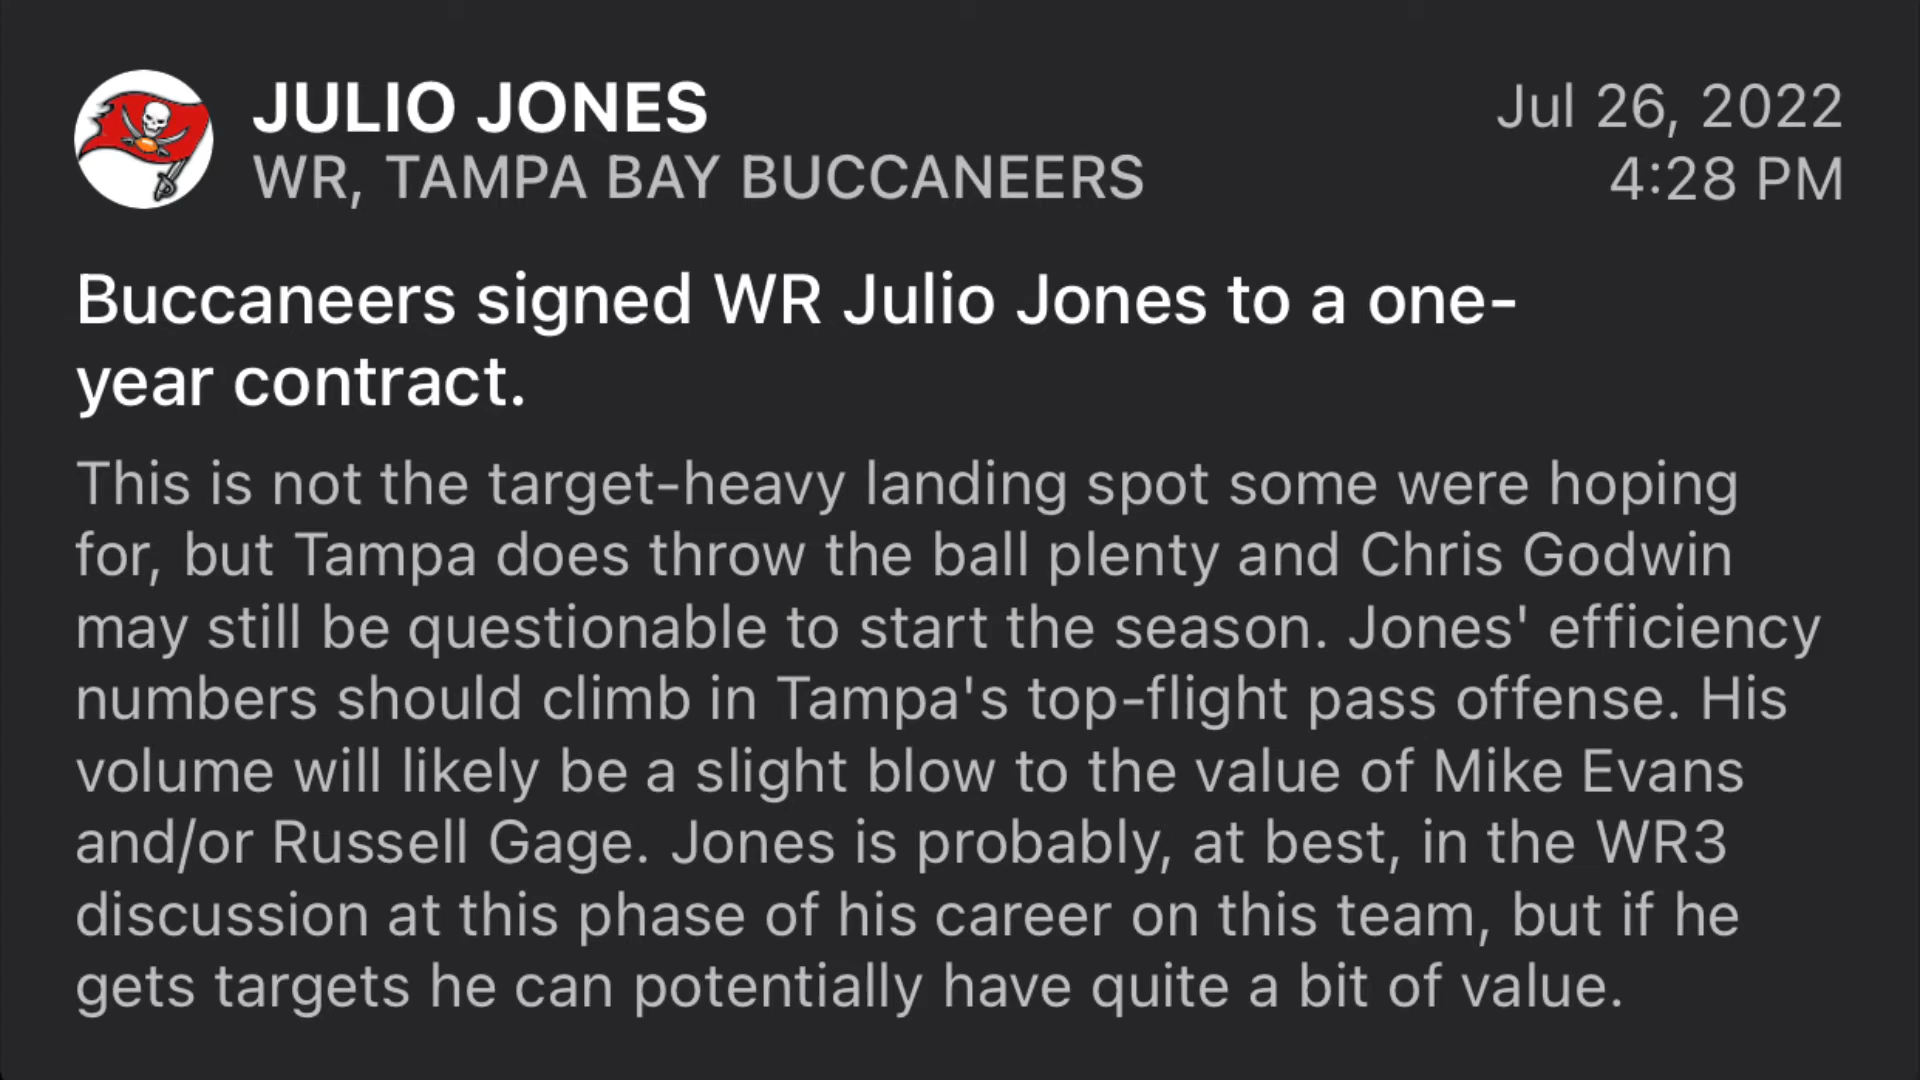 JULIO JONES
Jul 26, 2022
WR, TAMPA BAY BUCCANEERS
4:28 PM
Buccaneers signed WR Julio Jones to a one-
year contract.
This is not the target-heavy landing spot some were hoping
for, but Tampa does throw the ball plenty and Chris Godwin
may still be questionable to start the season. Jones' efficiency
numbers should climb in Tampa's top-flight pass offense. His
volume will likely be a slight blow to the value of Mike Evans
and/or Russell Gage. Jones is probably, at best, in the WR3
discussion at this phase of his career on this team, but if he
gets targets he can potentially have quite a bit of value.